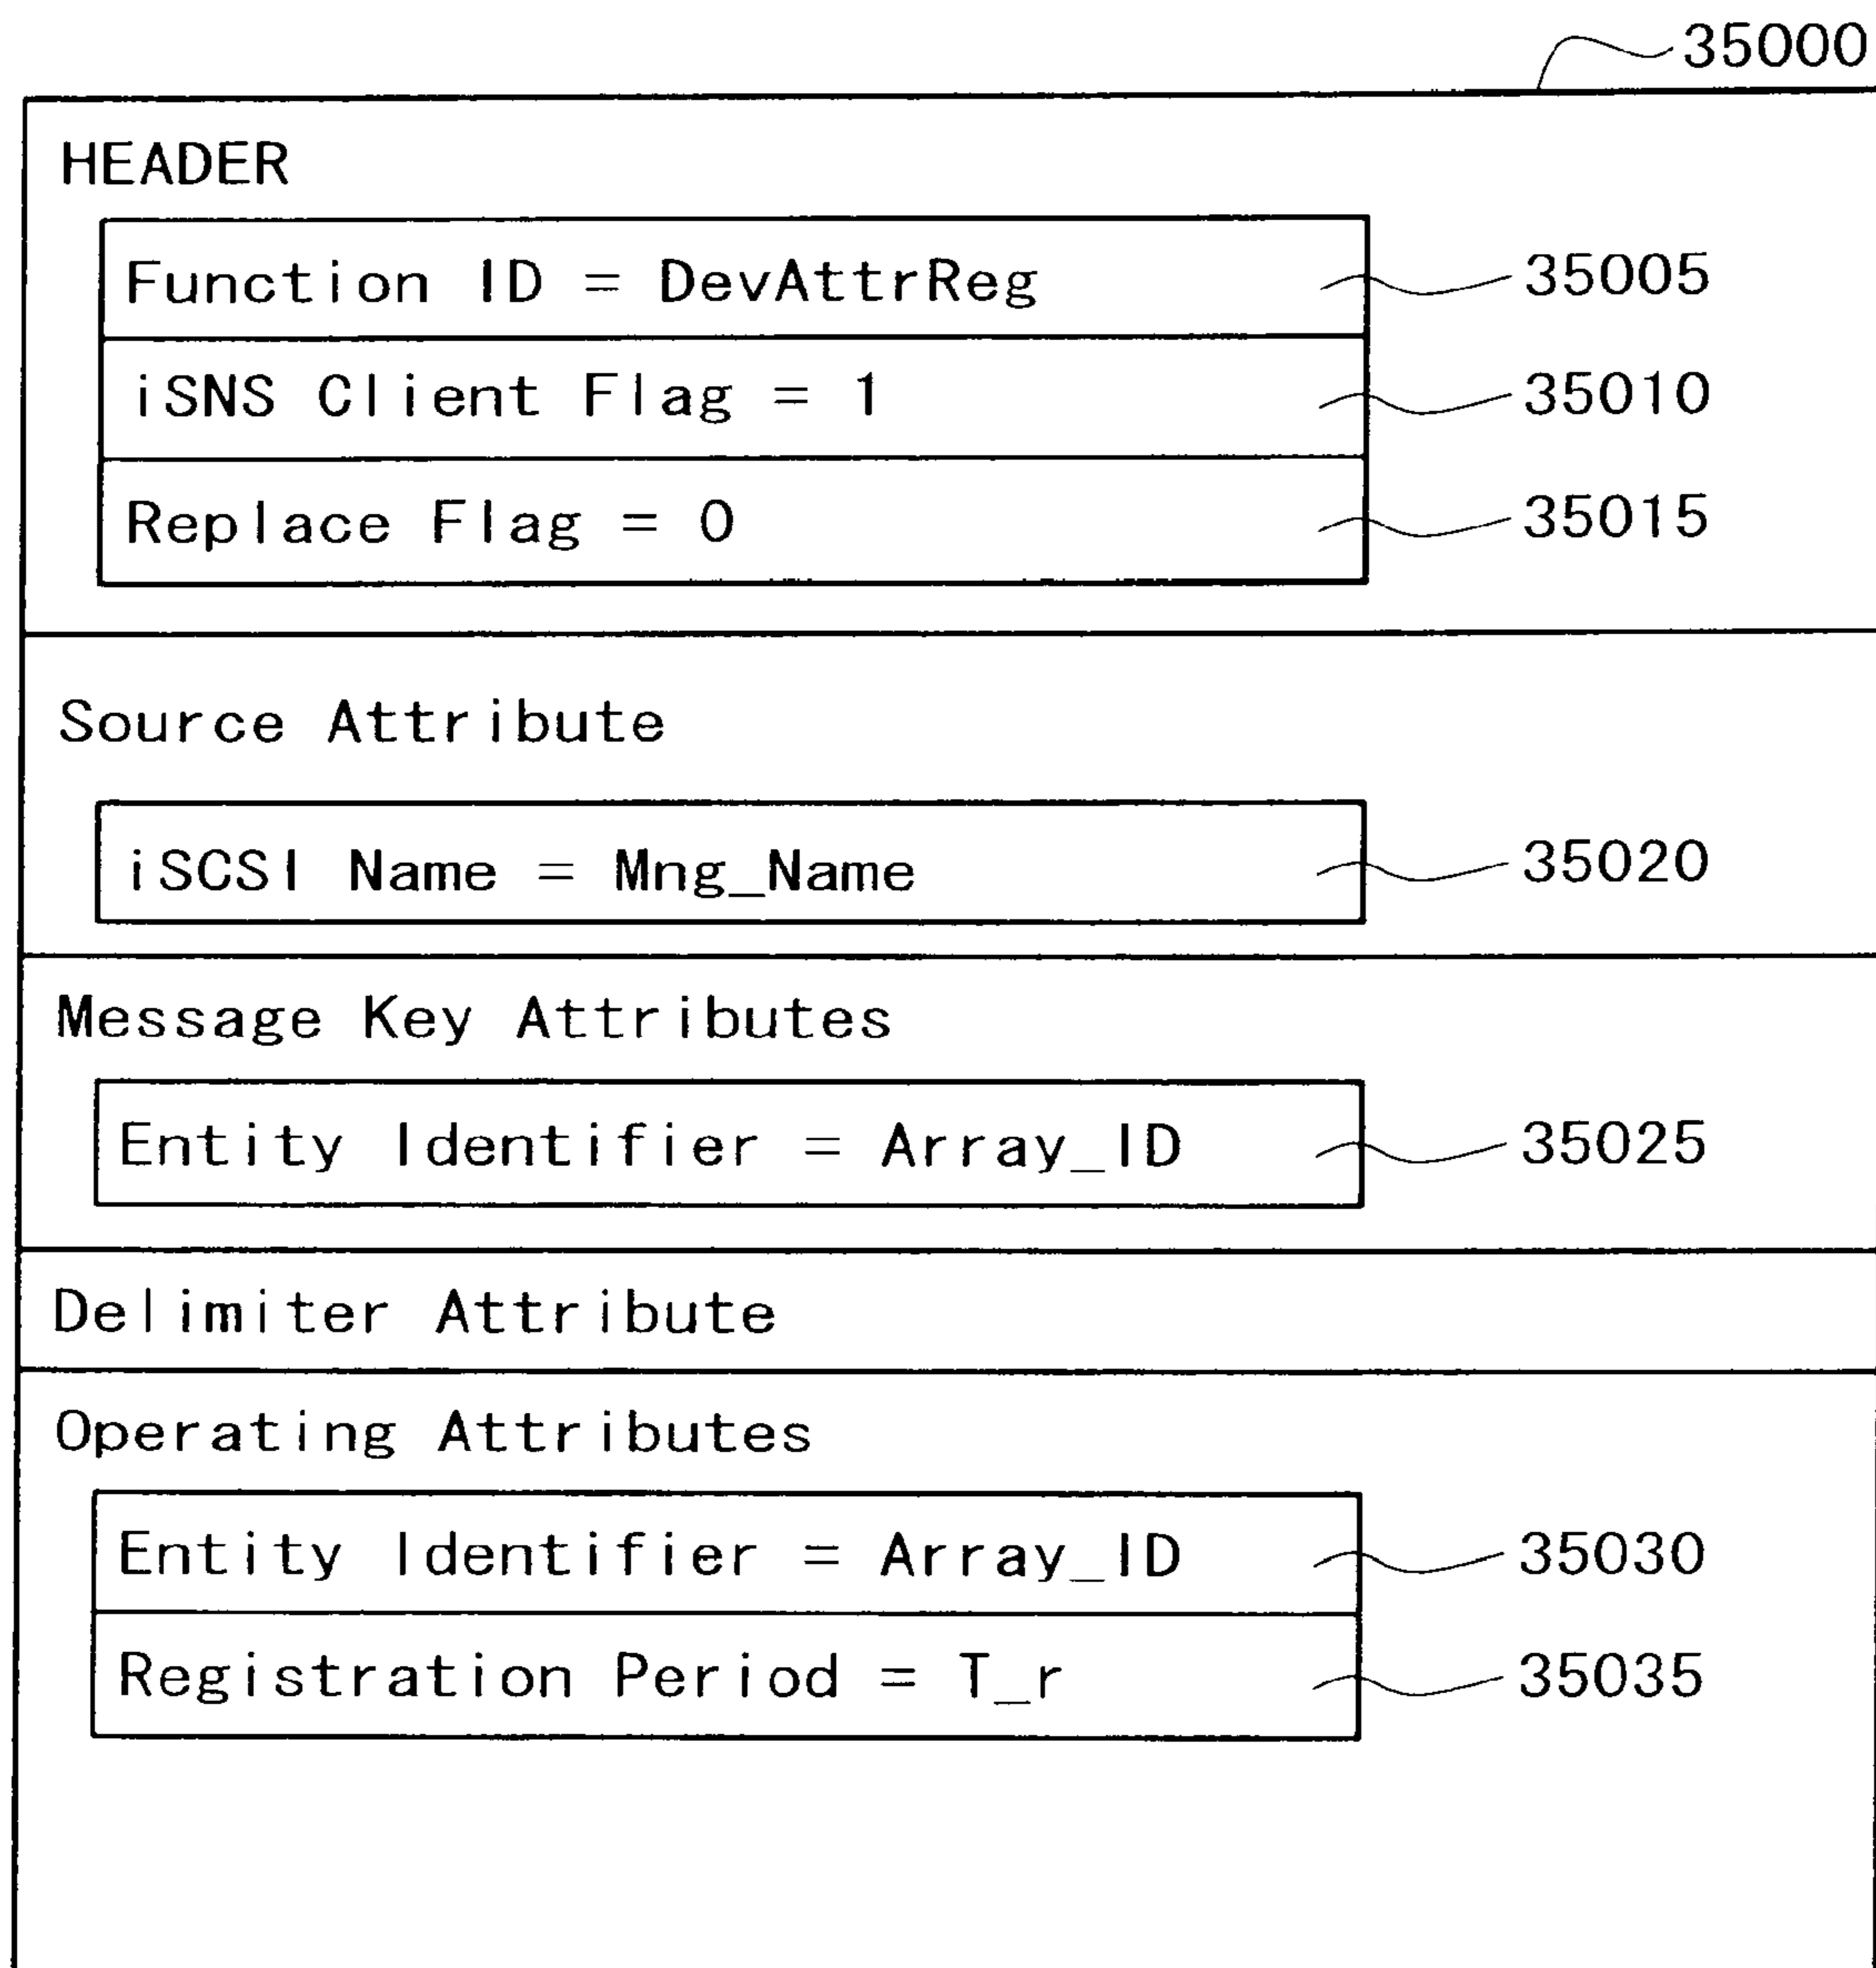 35000
HEADER
Function ID = DevAttrReg 35005
iSNS Client Flag = 1 35010
Replace Flag = 0 35015
Source Attribute
iSCSI Name = Mng_Name 35020
Message Key Attributes
Entity Identifier = Array_ID 35025
Delimiter Attribute
Operating Attributes
Entity Identifier = Array_ID 35030
Registration Period = T_r 35035